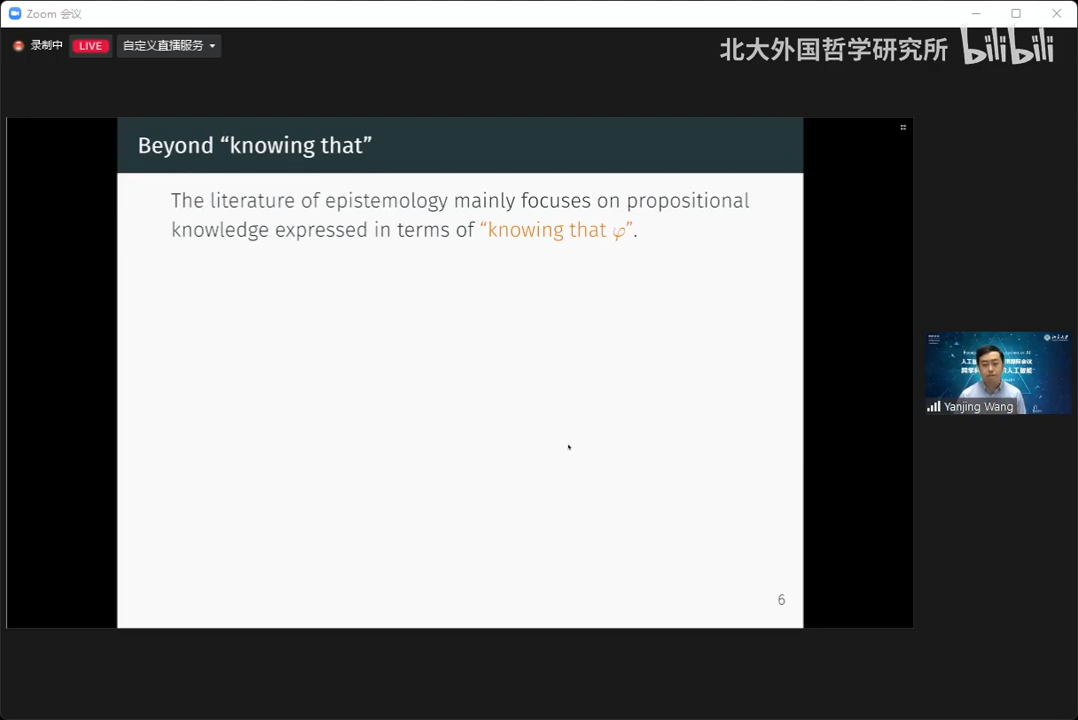 Zoom 会议
录制中
LIVE
自定义直播服务
北大外国哲学研究所
bilibili
Beyond “knowing that”
The literature of epistemology mainly focuses on propositional
knowledge expressed in terms of “knowing that φ”.
6
Yanjing Wang